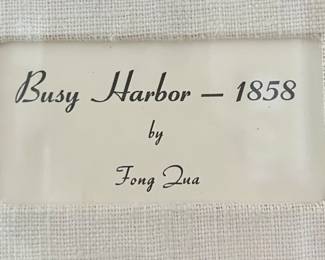 Busy Harbor — 1858
by
Fong Qua